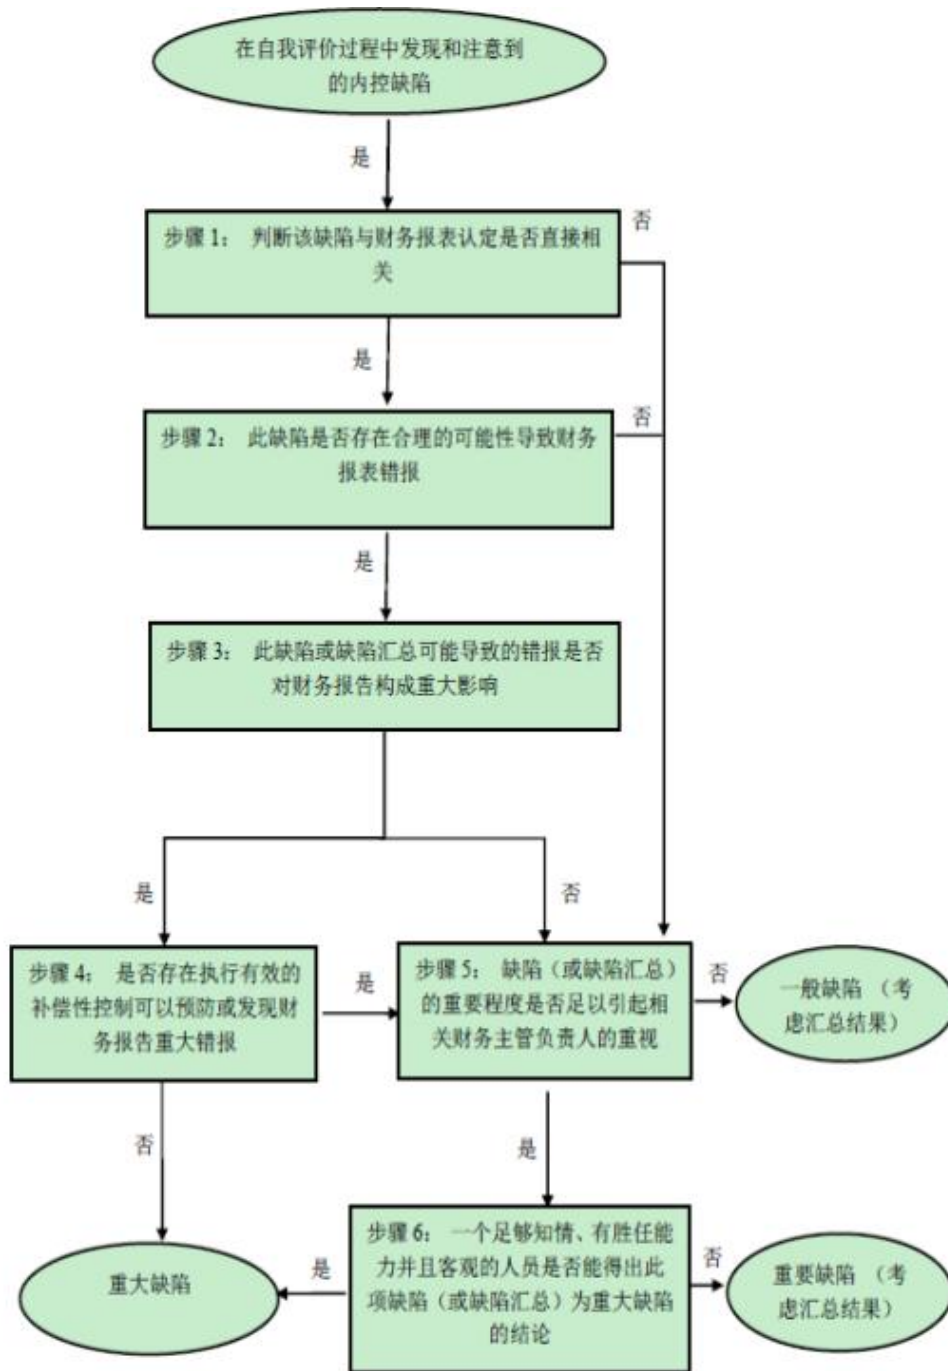 在自我评价过程中发现和注意到
的内控缺陷
是
步骤 1： 判断该缺陷与财务报表认定是否直接相
关
否
是
步骤 2： 此缺陷是否存在合理的可能性导致财务
报表错报
否
是
步骤 3： 此缺陷或缺陷汇总可能导致的错报是否
对财务报告构成重大影响
是
否
步骤 4： 是否存在执行有效的
补偿性控制可以预防或发现财
务报告重大错报
是
步骤 5： 缺陷（或缺陷汇总）
的重要程度是否足以引起相
关财务主管负责人的重视
否
一般缺陷 （考
虑汇总结果）
否
是
重大缺陷
是
步骤 6： 一个足够知情、有胜任能
力并且客观的人员是否能得出此
项缺陷（或缺陷汇总）为重大缺陷
的结论
否
重要缺陷 （考
虑汇总结果）